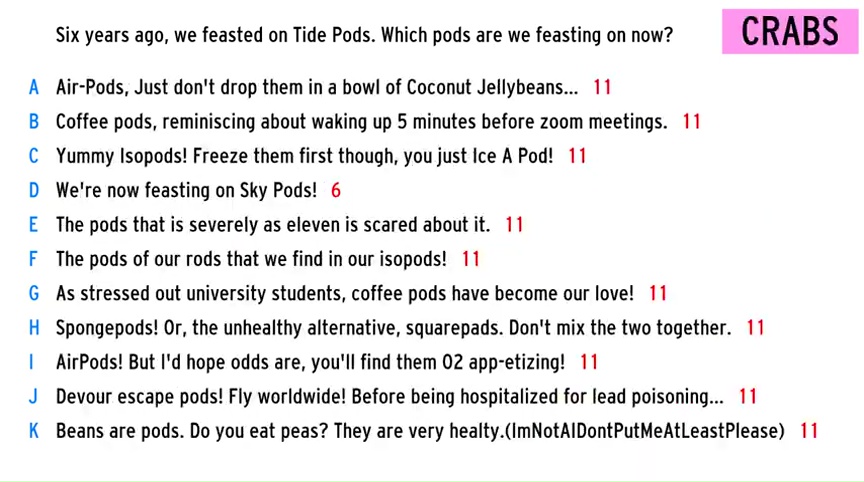 Six years ago, we feasted on Tide Pods. Which pods are we feasting on now?
CRABS
A Air-Pods, Just don't drop them in a bowl of Coconut Jellybeans... 11
B Coffee pods, reminiscing about waking up 5 minutes before zoom meetings. 11
C Yummy Isopods! Freeze them first though, you just Ice A Pod! 11
D We're now feasting on Sky Pods! 6
E The pods that is severely as eleven is scared about it. 11
F The pods of our rods that we find in our isopods! 11
G As stressed out university students, coffee pods have become our love! 11
H Spongepods! Or, the unhealthy alternative, squarepads. Don't mix the two together. 11
I AirPods! But I'd hope odds are, you'll find them O2 app-etizing! 11
J Devour escape pods! Fly worldwide! Before being hospitalized for lead poisoning... 11
K Beans are pods. Do you eat peas? They are very healty.(ImNotAIDontPutMeAtLeastPlease) 11